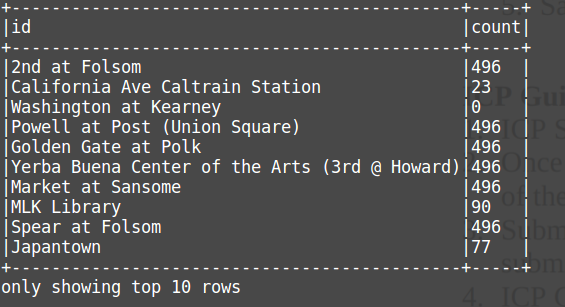 +--------------------------------------------+-----+
|id                                          |count|
+--------------------------------------------+-----+
|2nd at Folsom                               |496  |
|California Ave Caltrain Station             |23   |
|Washington at Kearney                       |0    |
|Powell at Post (Union Square)               |496  |
|Golden Gate at Polk                         |496  |
|Yerba Buena Center of the Arts (3rd @ Howard)|496  |
|Market at Sansome                           |496  |
|MLK Library                                 |90   |
|Spear at Folsom                             |496  |
|Japantown                                   |77   |
+--------------------------------------------+-----+
only showing top 10 rows